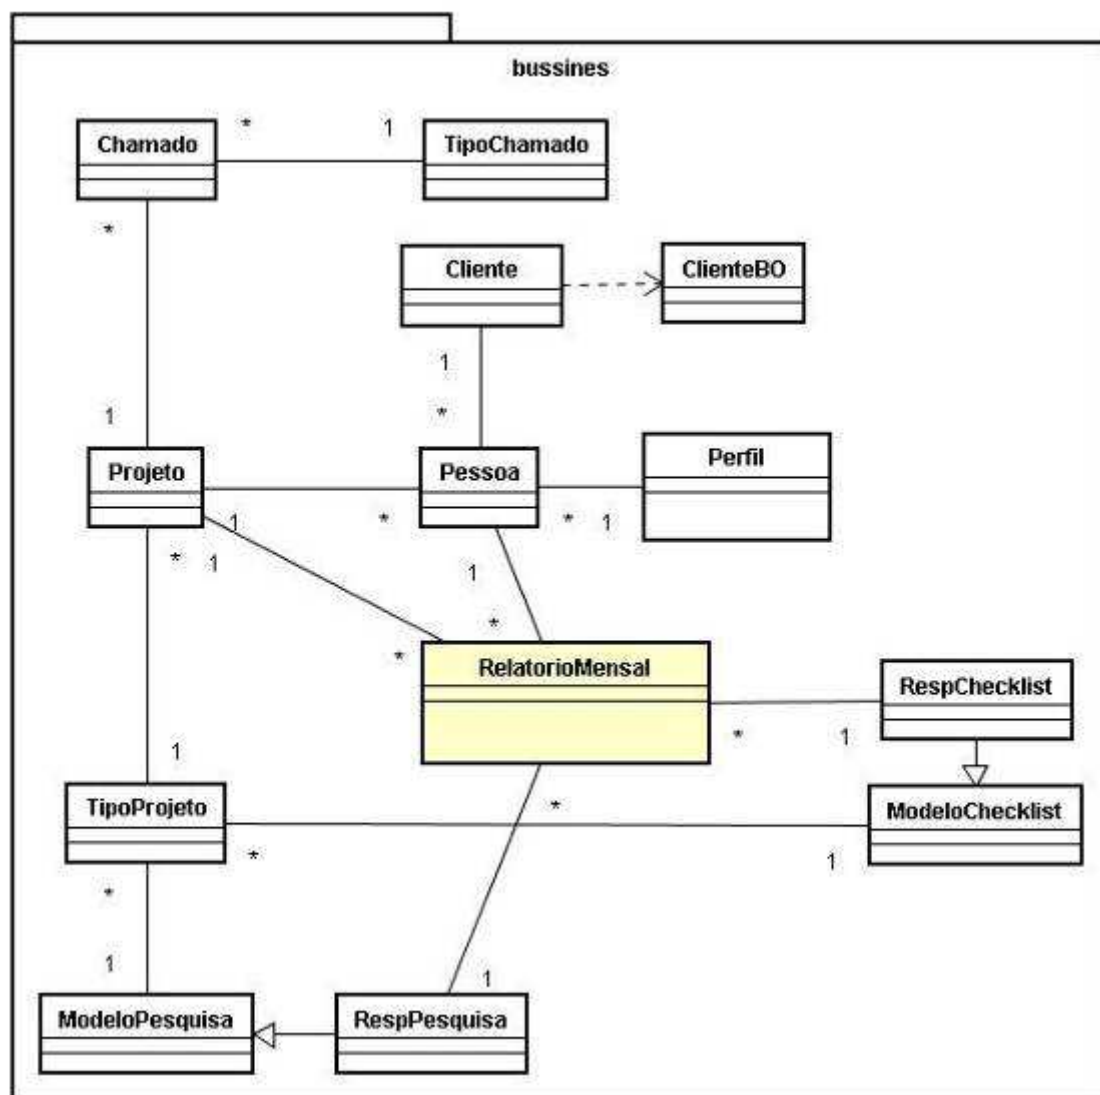 bussines
Chamado
* 1
TipoChamado
*
Cliente
ClienteBO
1
1 *
Projeto
Pessoa
Perfil
1 * * 1
* 1 1
*
*
RelatorioMensal
RespChecklist
* 1
1
TipoProjeto
*
ModeloChecklist
* 1
*
1 1
ModeloPesquisa
RespPesquisa